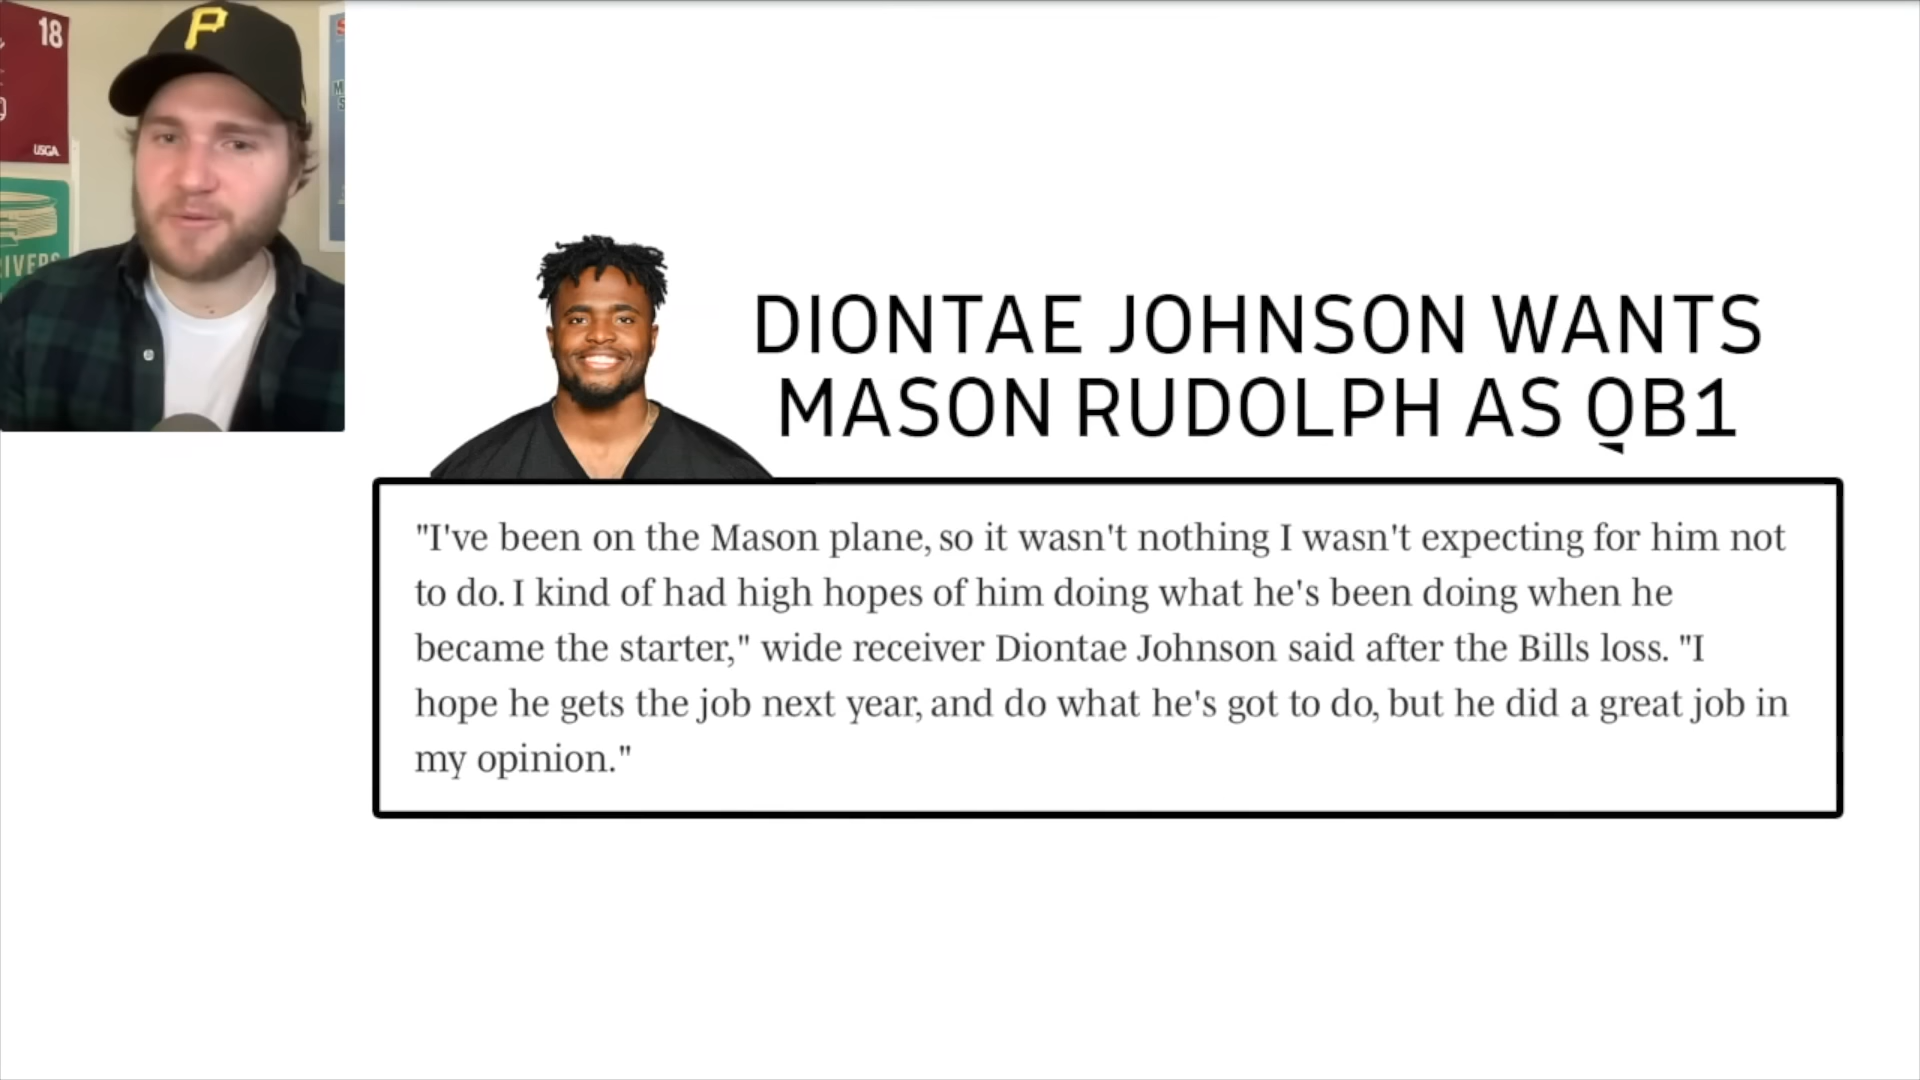 P
18
USGA
RIVERS
DIONTAE JOHNSON WANTS
MASON RUDOLPH AS QB1
"I've been on the Mason plane, so it wasn't nothing I wasn't expecting for him not
to do. I kind of had high hopes of him doing what he's been doing when he
became the starter," wide receiver Diontae Johnson said after the Bills loss. "I
hope he gets the job next year, and do what he's got to do, but he did a great job in
my opinion."